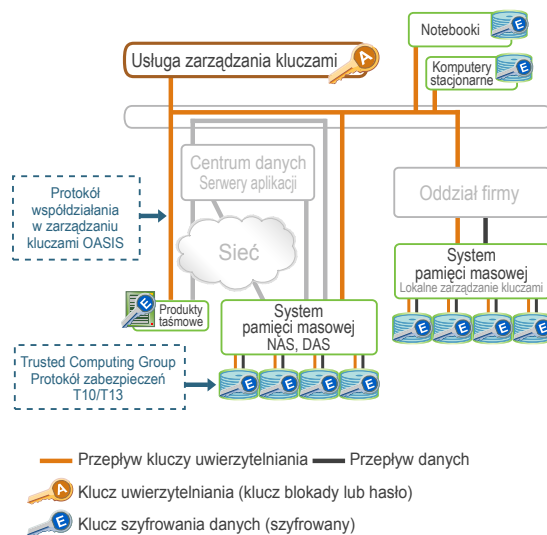 Usługa zarządzania kluczami
A
Notebooki
E
Komputery
stacjonarne
E
Centrum danych
Serwery aplikacji
Protokół
współdziałania
w zarządzaniu
kluczami OASIS
Oddział firmy
Sieć
System
pamięci masowej
Lokalne zarządzanie kluczami
E
Produkty
taśmowe
System
pamięci masowej
NAS, DAS
E
E
E
E
Trusted Computing Group
Protokół zabezpieczeń
T10/T13
E
E
E
E
Przepływ kluczy uwierzytelniania
Przepływ danych
A
Klucz uwierzytelniania (klucz blokady lub hasło)
E
Klucz szyfrowania danych (szyfrowany)